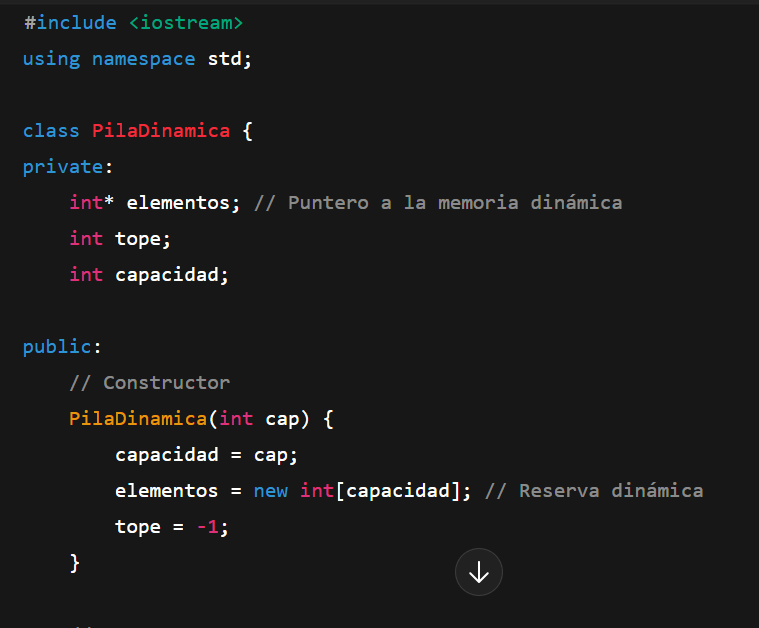 #include <iostream>
using namespace std;
class PilaDinamica {
private:
int* elementos; // Puntero a la memoria dinámica
int tope;
int capacidad;
public:
// Constructor
PilaDinamica(int cap) {
capacidad = cap;
elementos = new int[capacidad]; // Reserva dinámica
tope = -1;
}